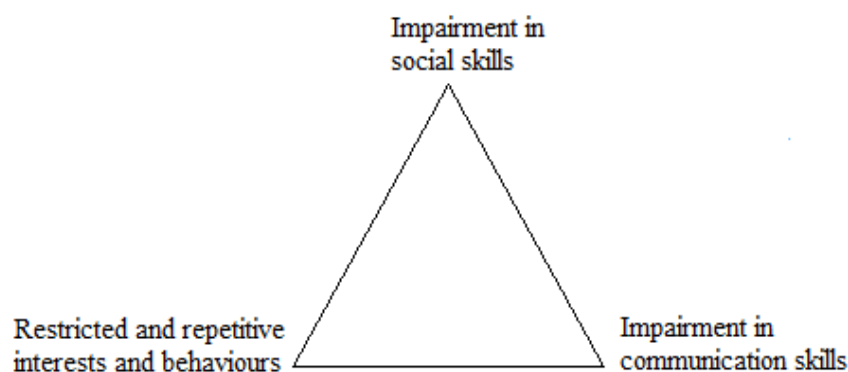 Impairment in
social skills
Restricted and repetitive
interests and behaviours
Impairment in
communication skills